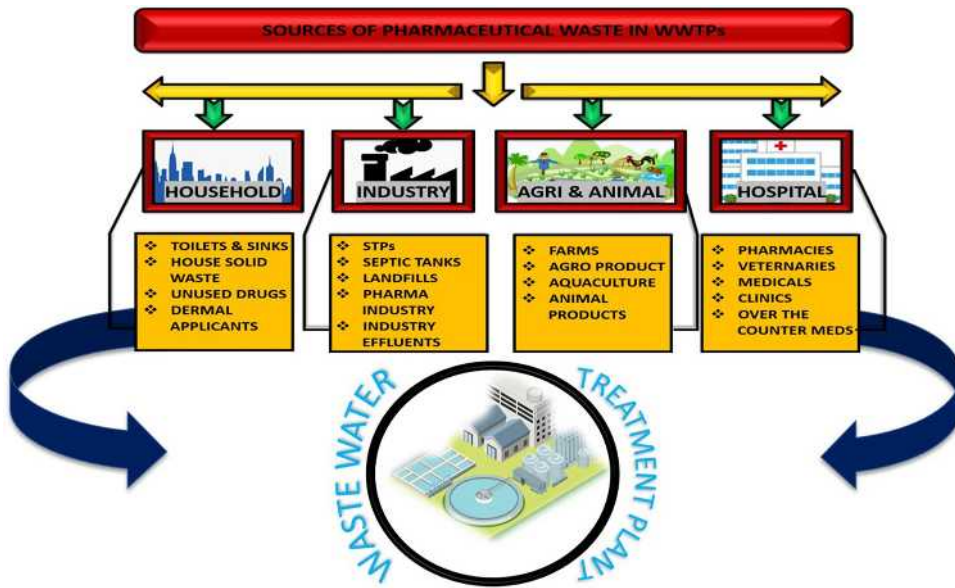 SOURCES OF PHARMACEUTICAL WASTE IN WWTPs
HOUSEHOLD
INDUSTRY
AGRI & ANIMAL
HOSPITAL
❖ TOILETS & SINKS
❖ HOUSE SOLID
WASTE
❖ UNUSED DRUGS
❖ DERMAL
APPLICANTS
❖ STPs
❖ SEPTIC TANKS
❖ LANDFILLS
❖ PHARMA
INDUSTRY
❖ INDUSTRY
EFFLUENTS
❖ FARMS
❖ AGRO PRODUCT
❖ AQUACULTURE
❖ ANIMAL
PRODUCTS
❖ PHARMACIES
❖ VETERNARIES
❖ MEDICALS
❖ CLINICS
❖ OVER THE
COUNTER MEDS
WASTE WATER
TREATMENT PLANT